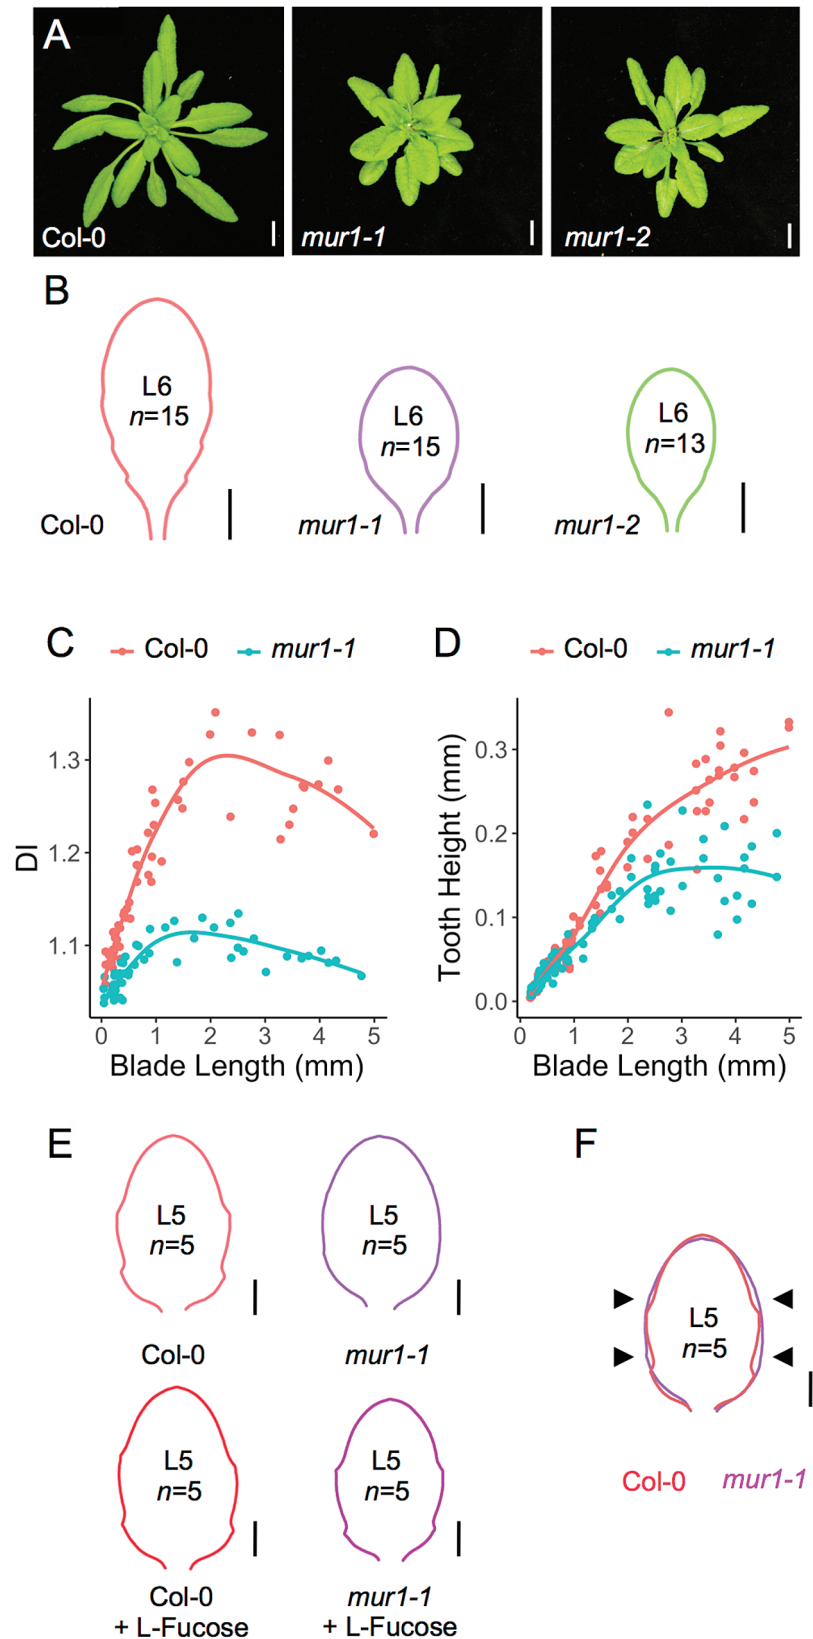 A
Col-0
mur1-1
mur1-2
B
L6
n=15
Col-0
L6
n=15
mur1-1
L6
n=13
mur1-2
C
Col-0 mur1-1
DI
1.3
1.2
1.1
0 1 2 3 4 5
Blade Length (mm)
D
Col-0 mur1-1
Tooth Height (mm)
0.3
0.2
0.1
0.0
0 1 2 3 4 5
Blade Length (mm)
E
L5
n=5
Col-0
L5
n=5
mur1-1
L5
n=5
Col-0
+ L-Fucose
L5
n=5
mur1-1
+ L-Fucose
F
L5
n=5
Col-0 mur1-1